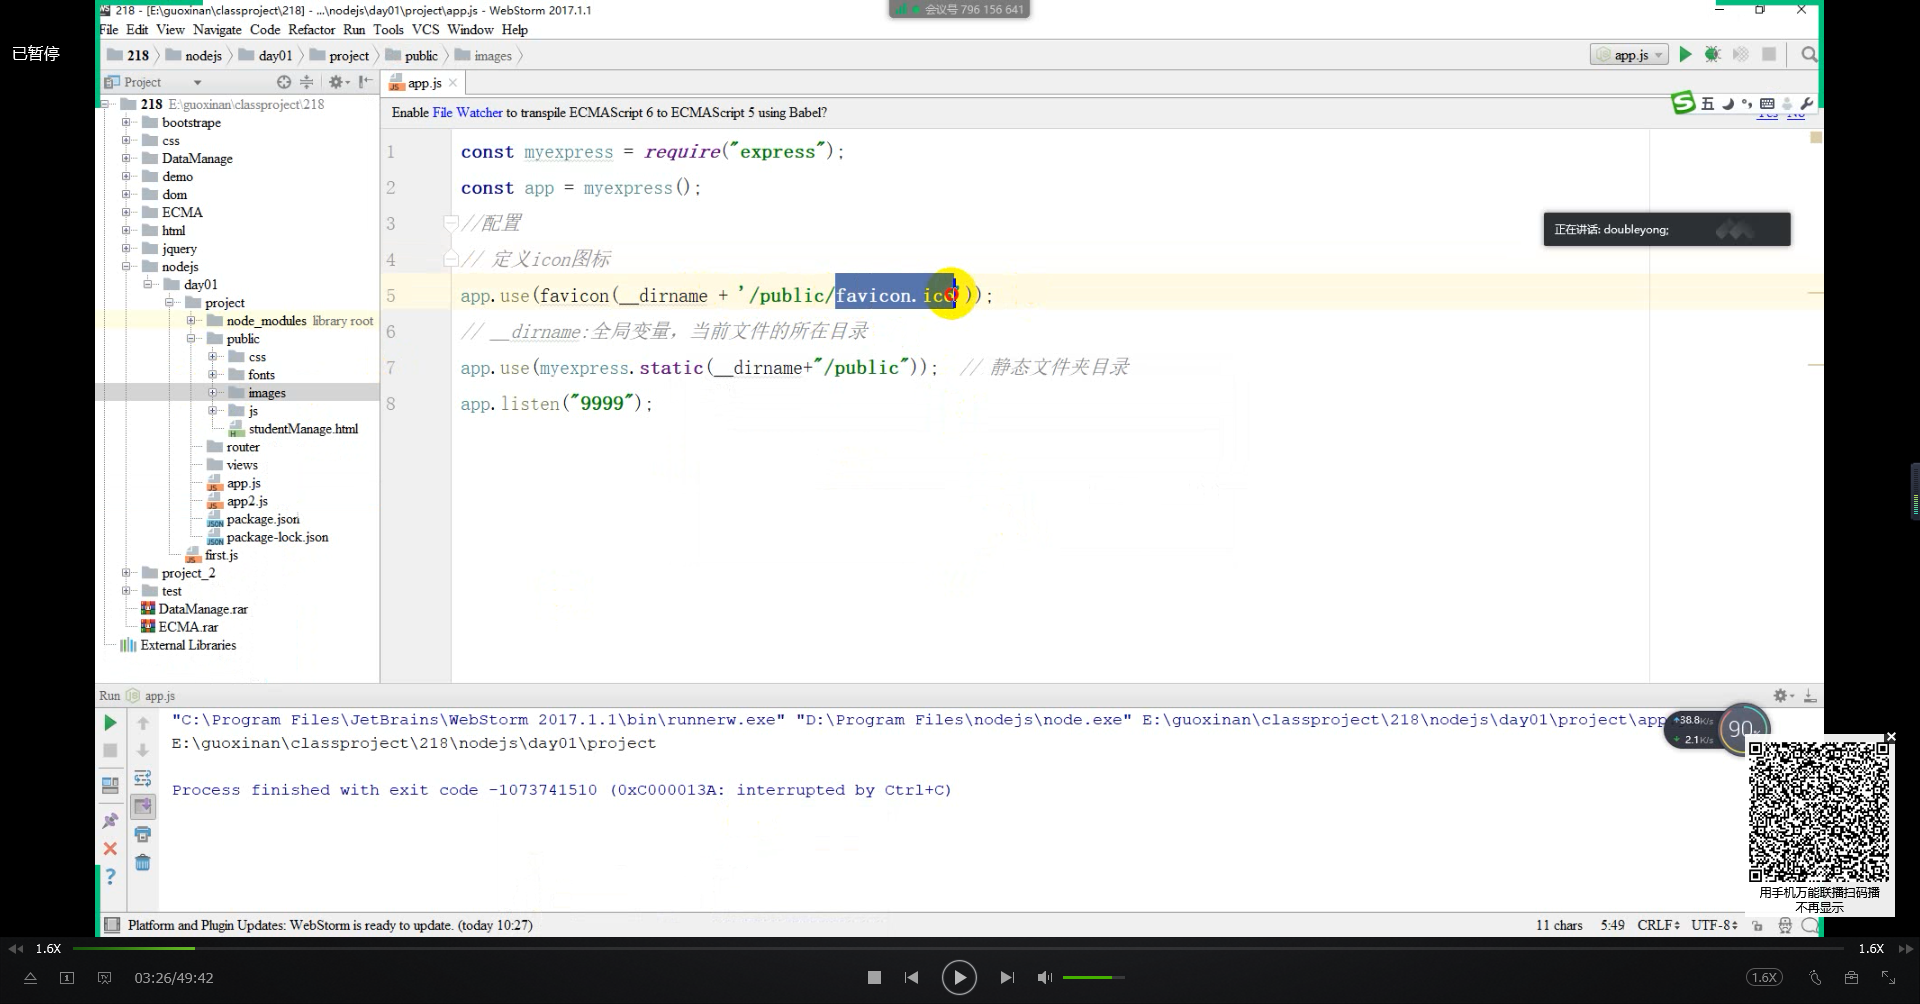 218 - [E:\guoxinan\classproject\218] - ...\nodejs\day01\project\app.js - WebStorm 2017.1.1
会议号 796 156 641
File Edit View Navigate Code Refactor Run Tools VCS Window Help
已暂停
218 nodejs day01 project public images
app.js
Project
app.js
218 E:\guoxinan\classproject\218
Enable File Watcher to transpile ECMAScript 6 to ECMAScript 5 using Babel?
五
Yes No
bootstrape
css
DataManage
demo
dom
ECMA
html
jquery
nodejs
day01
project
node_modules library root
public
css
fonts
images
js
studentManage.html
router
views
app.js
app2.js
package.json
package-lock.json
first.js
project_2
test
DataManage.rar
ECMA.rar
External Libraries
1 const myexpress = require("express");
2 const app = myexpress();
3 //配置
4 // 定义icon图标
5 app.use(favicon(__dirname + '/public/favicon.ico'));
6 // __dirname:全局变量，当前文件的所在目录
7 app.use(myexpress.static(__dirname+"/public")); // 静态文件夹目录
8 app.listen("9999");
正在讲话: doubleyong;
Run app.js
"C:\Program Files\JetBrains\WebStorm 2017.1.1\bin\runnerw.exe" "D:\Program Files\nodejs\node.exe" E:\guoxinan\classproject\218\nodejs\day01\project\app
E:\guoxinan\classproject\218\nodejs\day01\project
Process finished with exit code -1073741510 (0xC000013A: interrupted by Ctrl+C)
38.8K/s
2.1K/s
90%
用手机万能联播扫码播
不再显示
Platform and Plugin Updates: WebStorm is ready to update. (today 10:27)
11 chars 5:49 CRLF UTF-8
1.6X
1.6X
03:26/49:42
1.6X